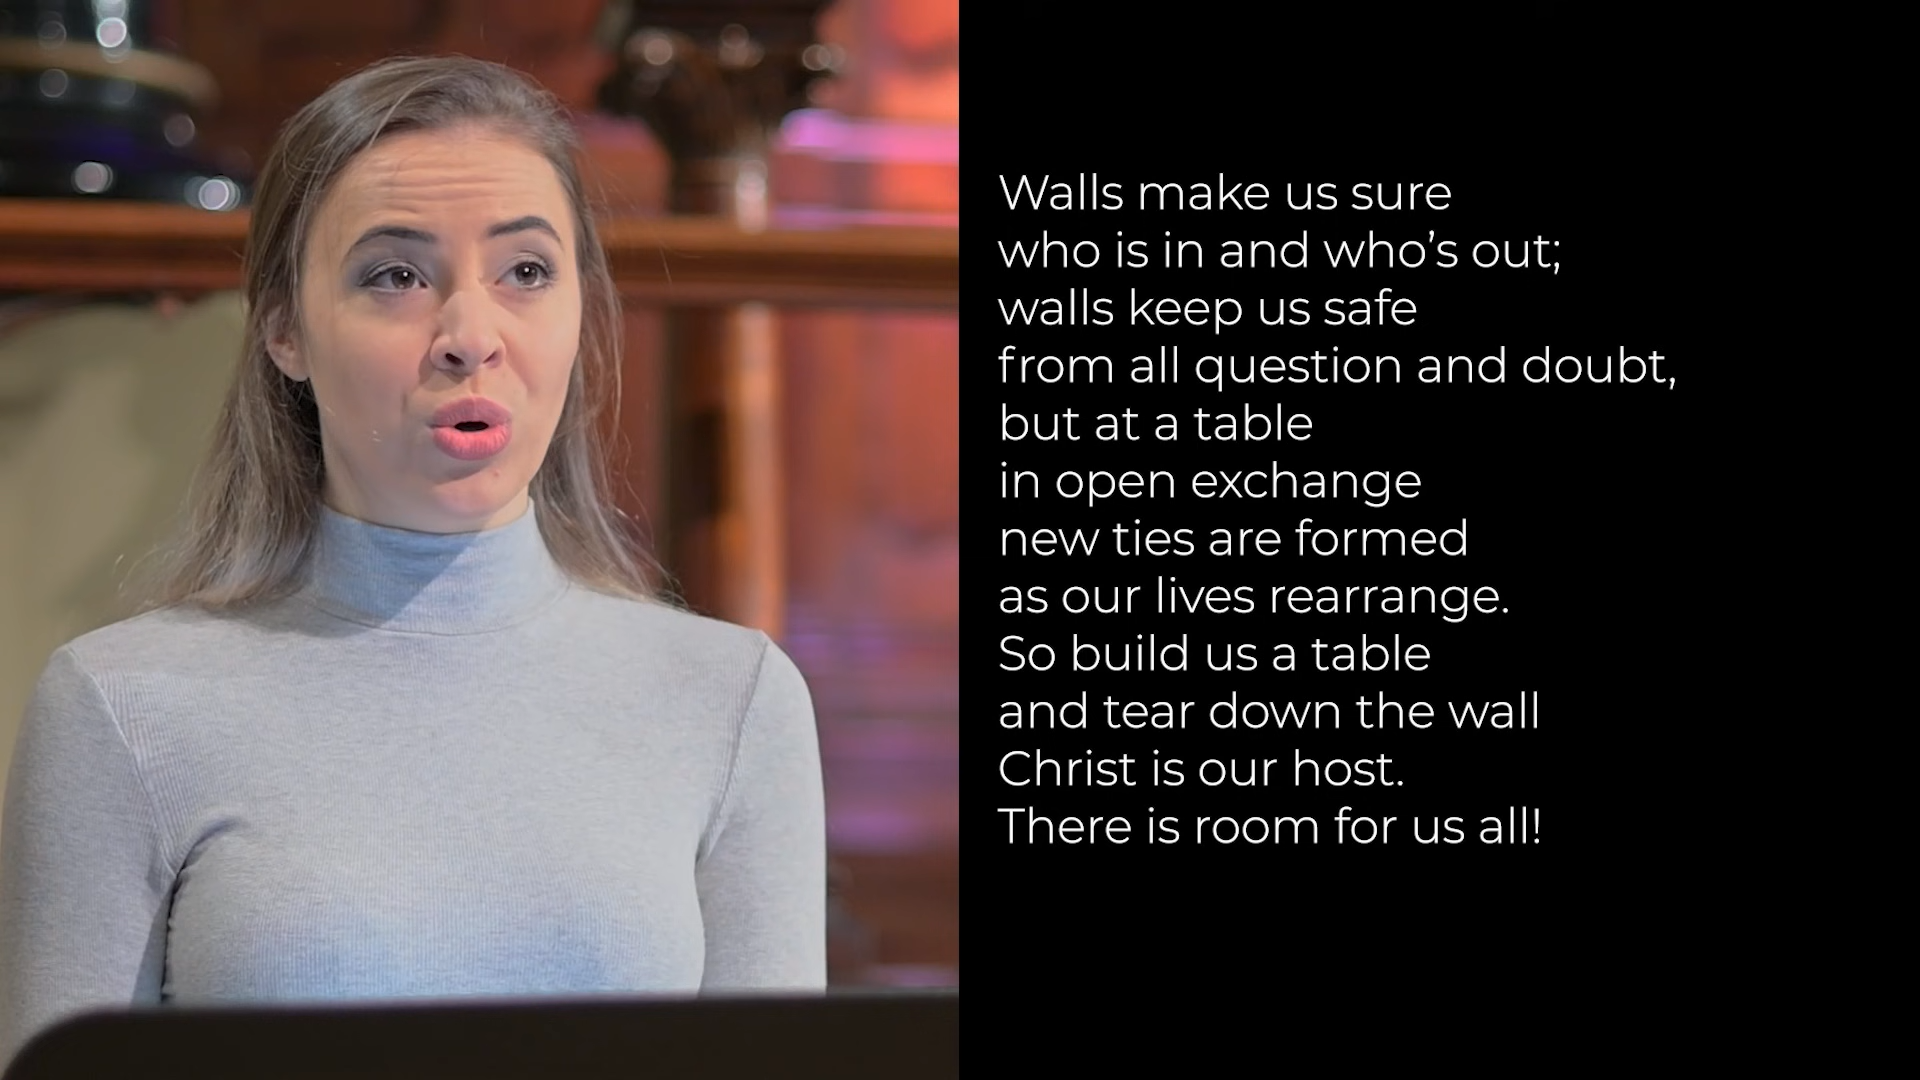 Walls make us sure
who is in and who’s out;
walls keep us safe
from all question and doubt,
but at a table
in open exchange
new ties are formed
as our lives rearrange.
So build us a table
and tear down the wall
Christ is our host.
There is room for us all!